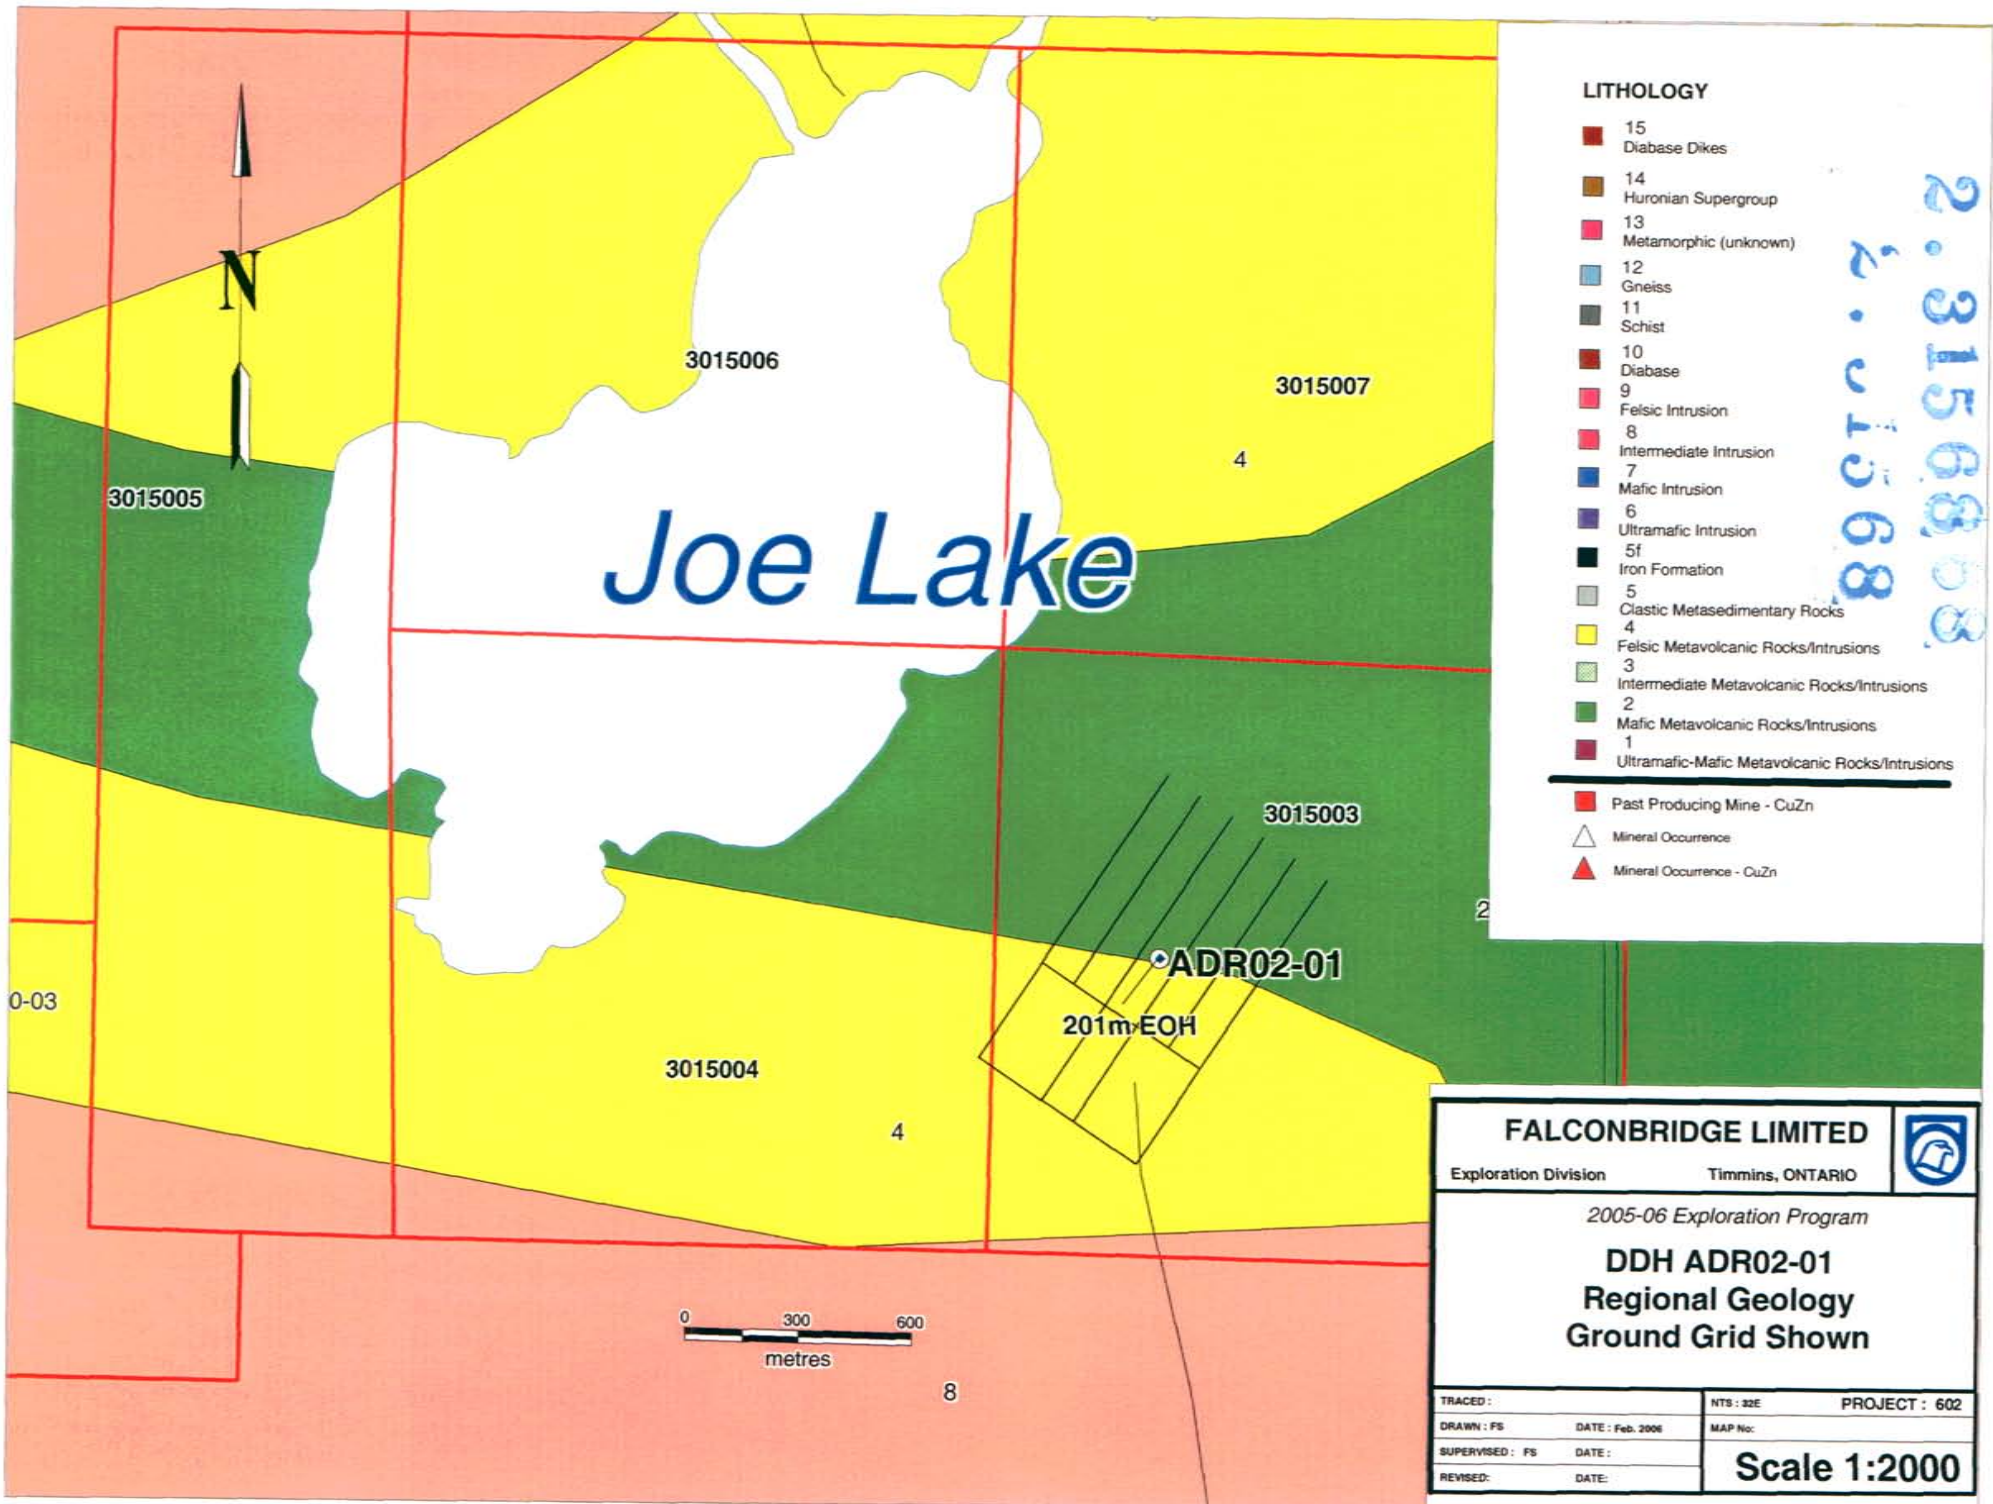 N
3015006
3015007
4
3015005
Joe Lake
3015003
2
ADR02-01
0-03
201m EOH
3015004
4
0 300 600
metres
8
LITHOLOGY
15
Diabase Dikes
14
Huronian Supergroup
13
Metamorphic (unknown)
12
Gneiss
11
Schist
10
Diabase
9
Felsic Intrusion
8
Intermediate Intrusion
7
Mafic Intrusion
6
Ultramafic Intrusion
5f
Iron Formation
5
Clastic Metasedimentary Rocks
4
Felsic Metavolcanic Rocks/Intrusions
3
Intermediate Metavolcanic Rocks/Intrusions
2
Mafic Metavolcanic Rocks/Intrusions
1
Ultramafic-Mafic Metavolcanic Rocks/Intrusions
Past Producing Mine - CuZn
Mineral Occurrence
Mineral Occurrence - CuZn
FALCONBRIDGE LIMITED
Exploration Division Timmins, ONTARIO
2005-06 Exploration Program
DDH ADR02-01
Regional Geology
Ground Grid Shown
TRACED :
DRAWN : FS DATE : Feb. 2006
SUPERVISED : FS DATE :
REVISED: DATE:
NTS : 32E PROJECT : 602
MAP No:
Scale 1:2000